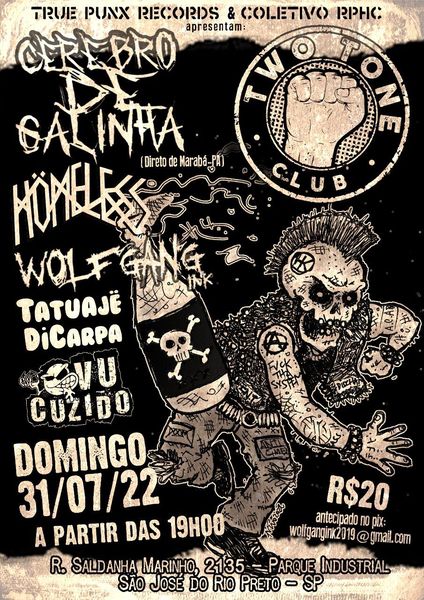 TRUE PUNX RECORDS & COLETIVO RPHC
apresentam:
CEREBRO
DE
GALINHA
(Direto de Marabá-PA)
TWO TONE
CLUB
HÖMELESS
WOLFGANG
INK
TATUAJË
DiCARPA
OVU
CUZIDO
DOMINGO
31/07/22
A PARTIR DAS 19H00
R$20
antecipado no pix:
wolfgangink2019@gmail.com
R. SALDANHA MARINHO, 2135 – PARQUE INDUSTRIAL
SÃO JOSÉ DO RIO PRETO – SP